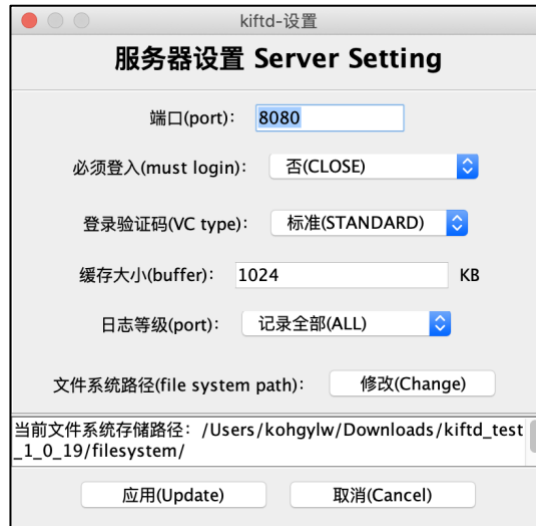 kiftd-设置
服务器设置 Server Setting
端口(port): 8080
必须登入(must login): 否(CLOSE)
登录验证码(VC type): 标准(STANDARD)
缓存大小(buffer): 1024 KB
日志等级(port): 记录全部(ALL)
文件系统路径(file system path): 修改(Change)
当前文件系统存储路径：/Users/kohgylw/Downloads/kiftd_test
_1_0_19/filesystem/
应用(Update) 取消(Cancel)